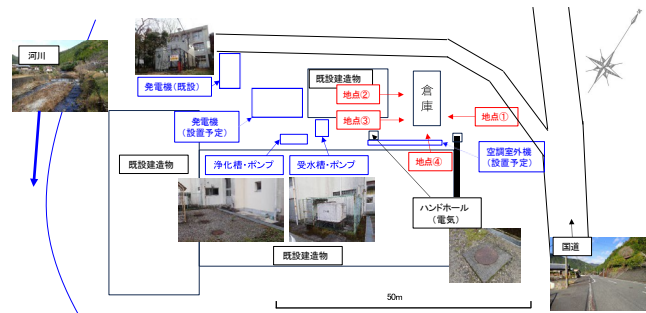 河川
発電機(既設)
既設建造物
地点②
倉庫
地点①
地点③
発電機
(設置予定)
既設建造物
浄化槽・ポンプ
受水槽・ポンプ
地点④
空調室外機
(設置予定)
ハンドホール
(電気)
国道
既設建造物
50m